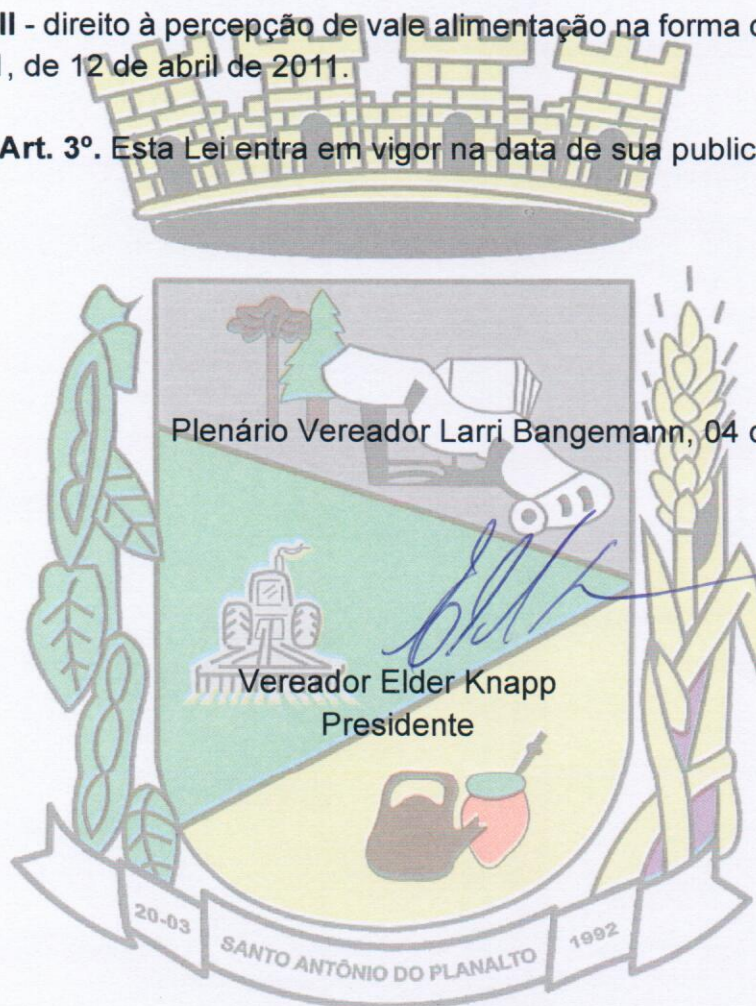 II - direito à percepção de vale alimentação na forma
, de 12 de abril de 2011.
Art. 3º. Esta Lei entra em vigor na data de sua public
Plenário Vereador Larri Bangemann, 04
Vereador Elder Knapp
Presidente
20-03
SANTO ANTÔNIO DO PLANALTO
1992